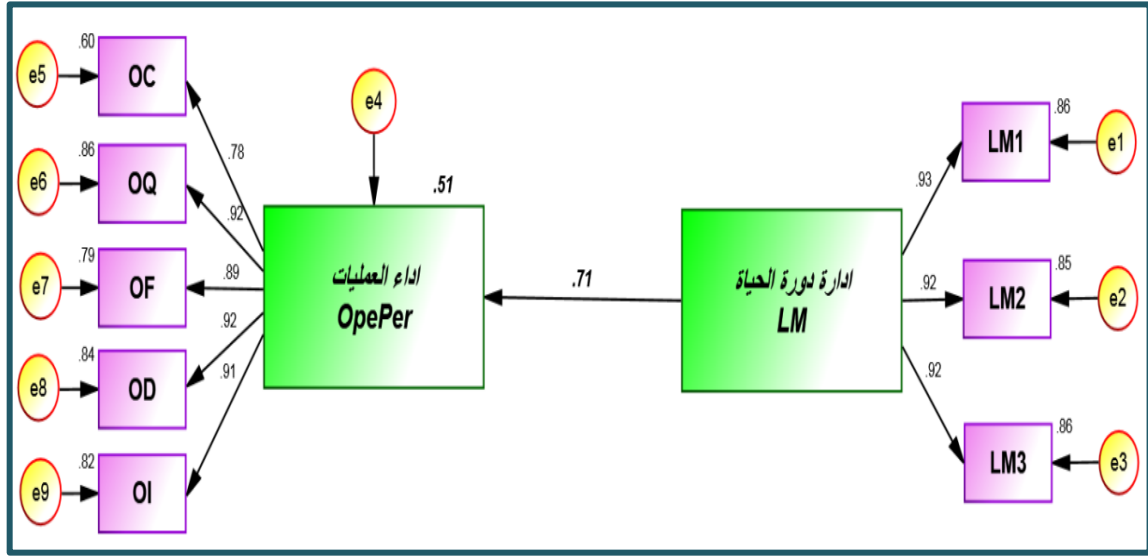 .60
e5
OC
.78
.86
e6
OQ
.92
.79
e7
OF
.89
.84
e8
OD
.92
.82
e9
OI
.91
e4
.51
اداء العمليات
OpePer
.71
ادارة دورة الحياة
LM
.93
LM1
.86
e1
.92
LM2
.85
e2
.92
LM3
.86
e3